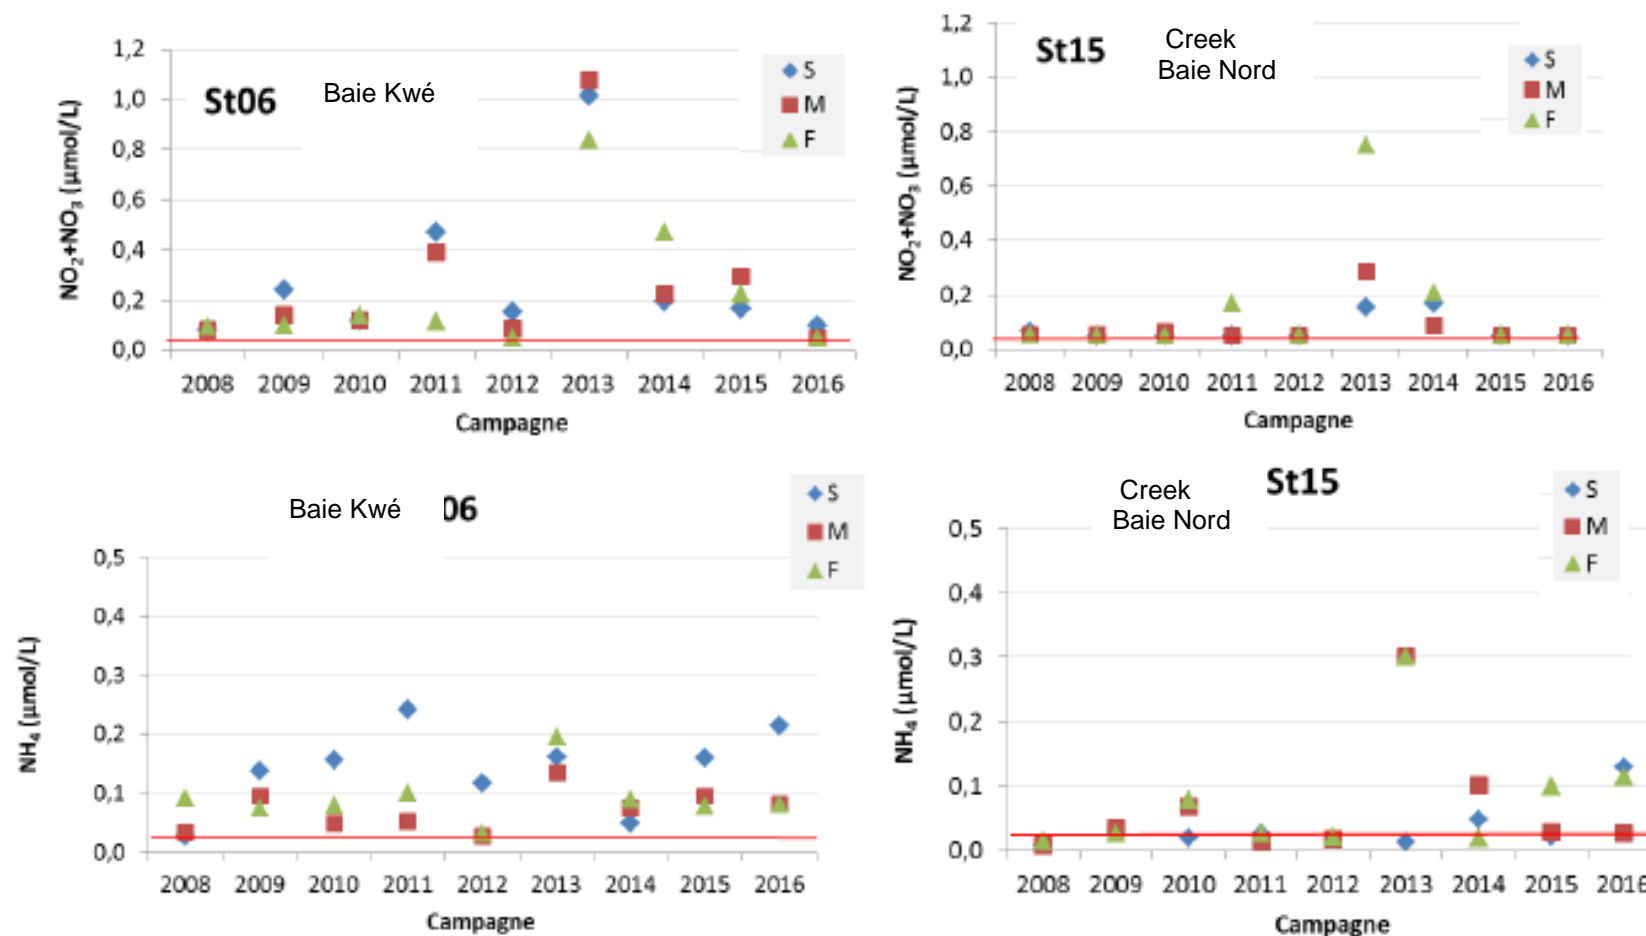 St06 Baie Kwé
S
M
F
NO₂+NO₃ (µmol/L)
1,2
1,0
0,8
0,6
0,4
0,2
0,0
2008 2009 2010 2011 2012 2013 2014 2015 2016
Campagne
St15 Creek
Baie Nord
S
M
F
NO₂+NO₃ (µmol/L)
1,2
1,0
0,8
0,6
0,4
0,2
0,0
2008 2009 2010 2011 2012 2013 2014 2015 2016
Campagne
Baie Kwé 06
S
M
F
NH₄ (µmol/L)
0,5
0,4
0,3
0,2
0,1
0,0
2008 2009 2010 2011 2012 2013 2014 2015 2016
Campagne
Creek St15
Baie Nord
S
M
F
NH₄ (µmol/L)
0,5
0,4
0,3
0,2
0,1
0,0
2008 2009 2010 2011 2012 2013 2014 2015 2016
Campagne